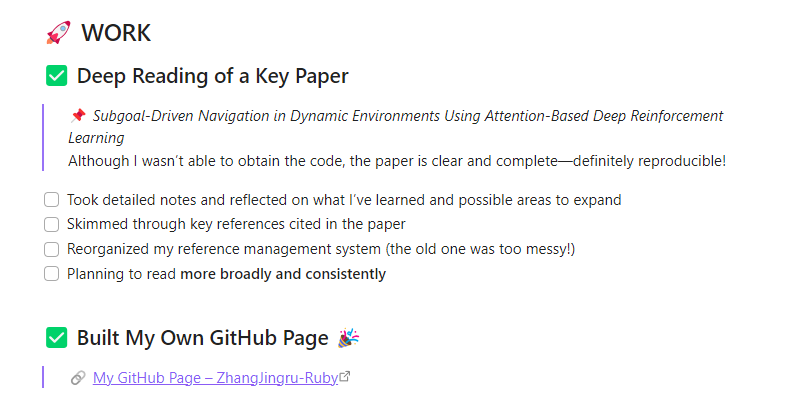 🚀 WORK
✅ Deep Reading of a Key Paper
📌 Subgoal-Driven Navigation in Dynamic Environments Using Attention-Based Deep Reinforcement
Learning
Although I wasn’t able to obtain the code, the paper is clear and complete—definitely reproducible!
Took detailed notes and reflected on what I’ve learned and possible areas to expand
Skimmed through key references cited in the paper
Reorganized my reference management system (the old one was too messy!)
Planning to read more broadly and consistently
✅ Built My Own GitHub Page 🎉
🔗 My GitHub Page – ZhangJingru-Ruby